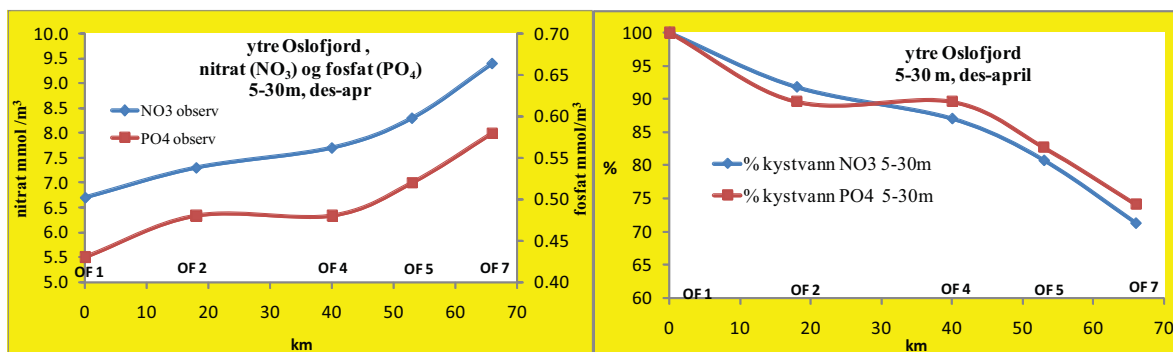 ytre Oslofjord ,
nitrat (NO₃) og fosfat (PO₄)
5-30m, des-apr
NO3 observ
PO4 observ
nitrat mmol /m³
10.0
9.5
9.0
8.5
8.0
7.5
7.0
6.5
6.0
5.5
5.0
fosfat mmol/m³
0.70
0.65
0.60
0.55
0.50
0.45
0.40
OF 1
OF 2
OF 4
OF 5
OF 7
0 10 20 30 40 50 60 70
km
ytre Oslofjord
5-30 m, des-april
% kystvann NO3 5-30m
% kystvann PO4 5-30m
%
100
95
90
85
80
75
70
65
60
OF 1
OF 2
OF 4
OF 5
OF 7
0 10 20 30 40 50 60 70
km